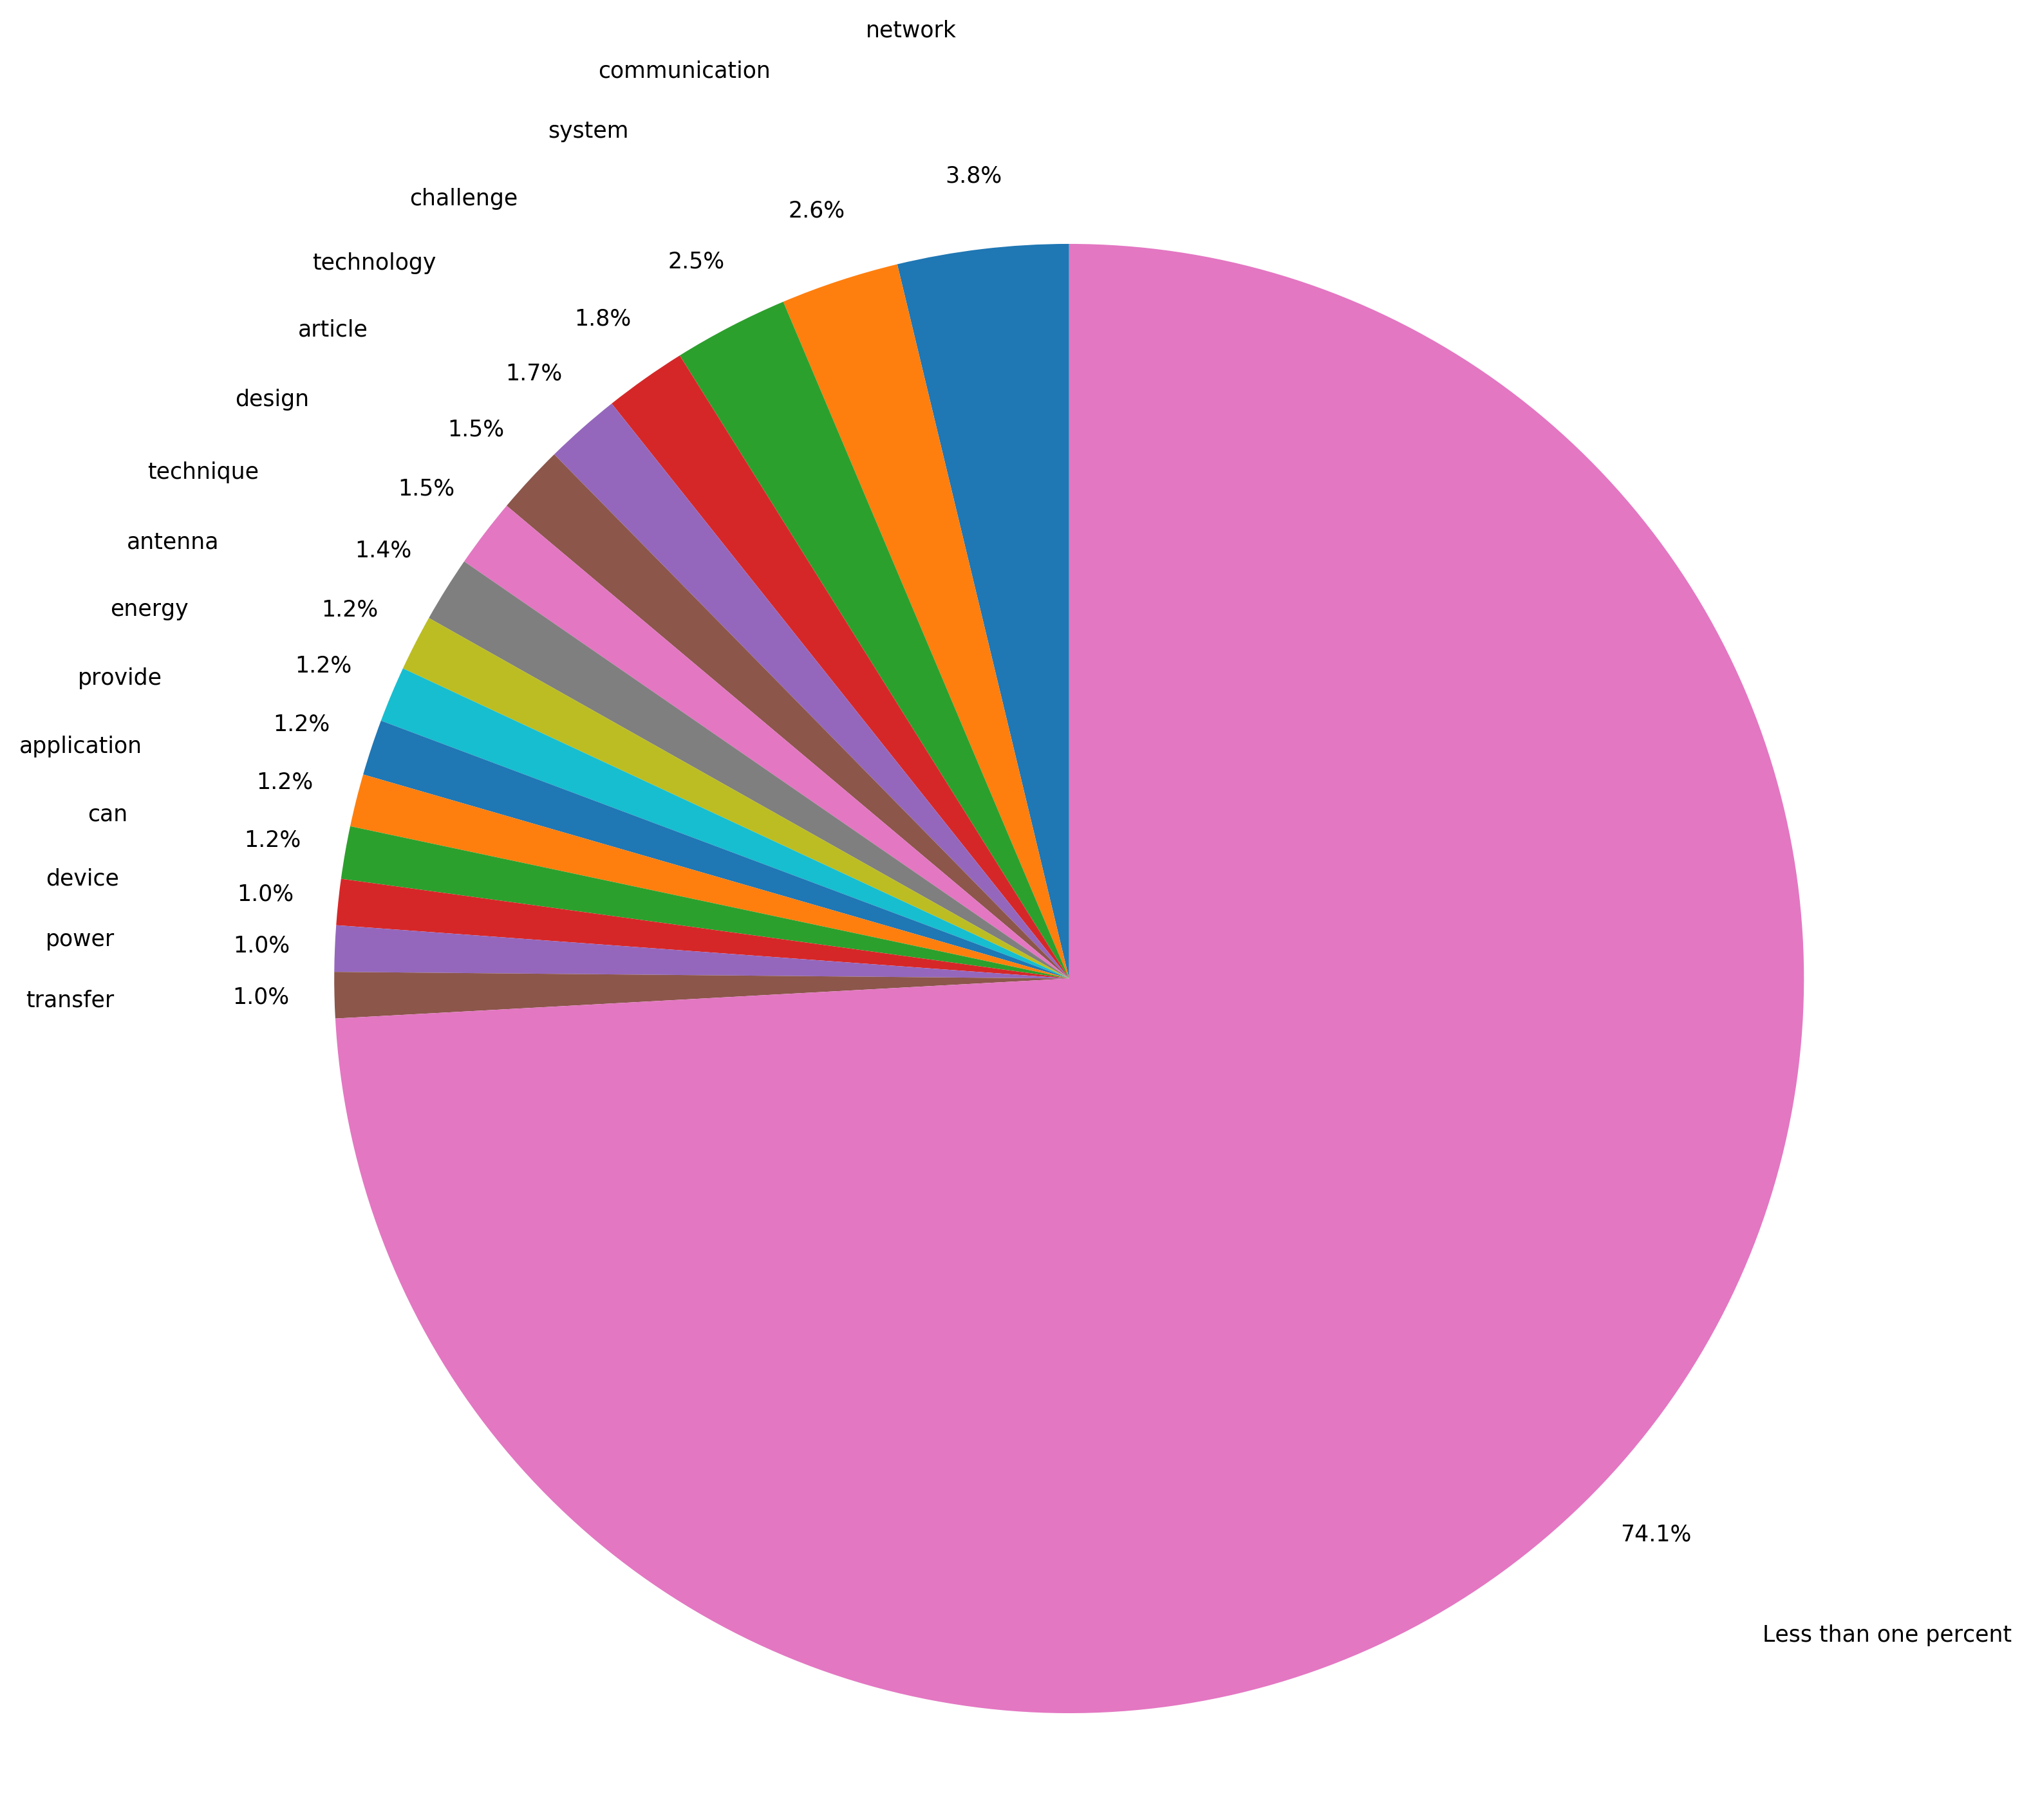 network
communication
system
challenge
technology
article
design
technique
antenna
energy
provide
application
can
device
power
transfer
Less than one percent
3.8%
2.6%
2.5%
1.8%
1.7%
1.5%
1.5%
1.4%
1.2%
1.2%
1.2%
1.2%
1.2%
1.0%
1.0%
1.0%
74.1%